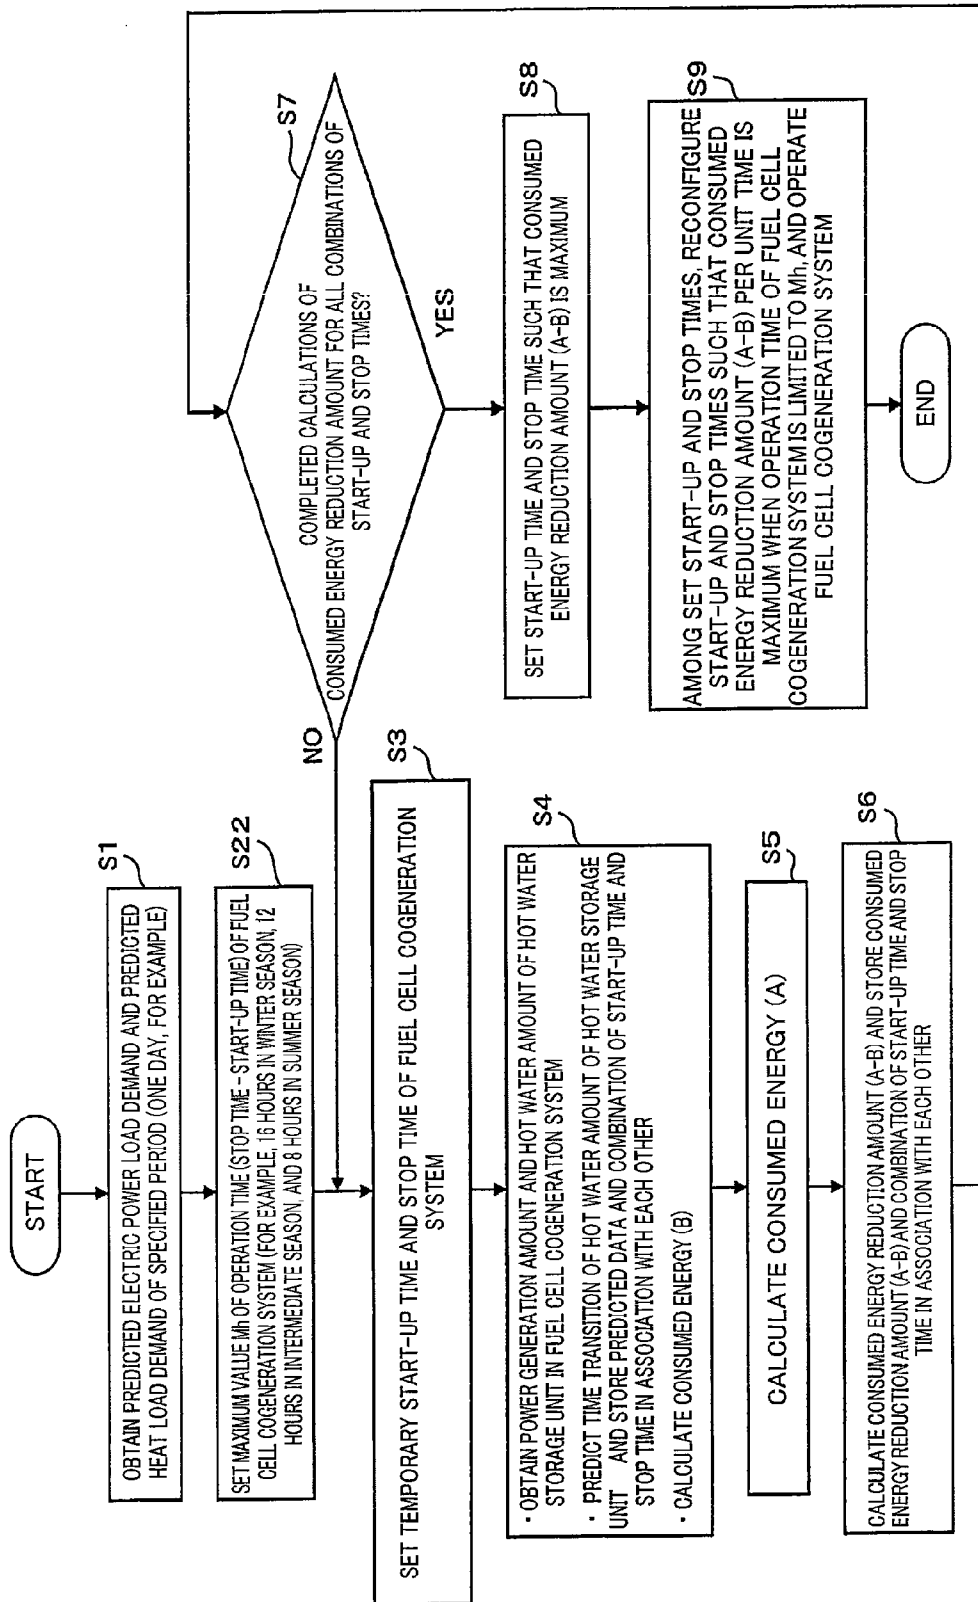 START
S1
OBTAIN PREDICTED ELECTRIC POWER LOAD DEMAND AND PREDICTED
HEAT LOAD DEMAND OF SPECIFIED PERIOD (ONE DAY, FOR EXAMPLE)
S22
SET MAXIMUM VALUE Mh OF OPERATION TIME (STOP TIME - START-UP TIME) OF FUEL
CELL COGENERATION SYSTEM (FOR EXAMPLE, 16 HOURS IN WINTER SEASON, 12
HOURS IN INTERMEDIATE SEASON, AND 8 HOURS IN SUMMER SEASON)
S3
SET TEMPORARY START-UP TIME AND STOP TIME OF FUEL CELL COGENERATION
SYSTEM
S4
· OBTAIN POWER GENERATION AMOUNT AND HOT WATER AMOUNT OF HOT WATER
STORAGE UNIT IN FUEL CELL COGENERATION SYSTEM
· PREDICT TIME TRANSITION OF HOT WATER AMOUNT OF HOT WATER STORAGE
UNIT AND STORE PREDICTED DATA AND COMBINATION OF START-UP TIME AND
STOP TIME IN ASSOCIATION WITH EACH OTHER
· CALCULATE CONSUMED ENERGY (B)
S5
CALCULATE CONSUMED ENERGY (A)
S6
CALCULATE CONSUMED ENERGY REDUCTION AMOUNT (A-B) AND STORE CONSUMED
ENERGY REDUCTION AMOUNT (A-B) AND COMBINATION OF START-UP TIME AND STOP
TIME IN ASSOCIATION WITH EACH OTHER
S7
COMPLETED CALCULATIONS OF
CONSUMED ENERGY REDUCTION AMOUNT FOR ALL COMBINATIONS OF
START-UP AND STOP TIMES?
NO
YES
S8
SET START-UP TIME AND STOP TIME SUCH THAT CONSUMED
ENERGY REDUCTION AMOUNT (A-B) IS MAXIMUM
S9
AMONG SET START-UP AND STOP TIMES, RECONFIGURE
START-UP AND STOP TIMES SUCH THAT CONSUMED
ENERGY REDUCTION AMOUNT (A-B) PER UNIT TIME IS
MAXIMUM WHEN OPERATION TIME OF FUEL CELL
COGENERATION SYSTEM IS LIMITED TO Mh, AND OPERATE
FUEL CELL COGENERATION SYSTEM
END